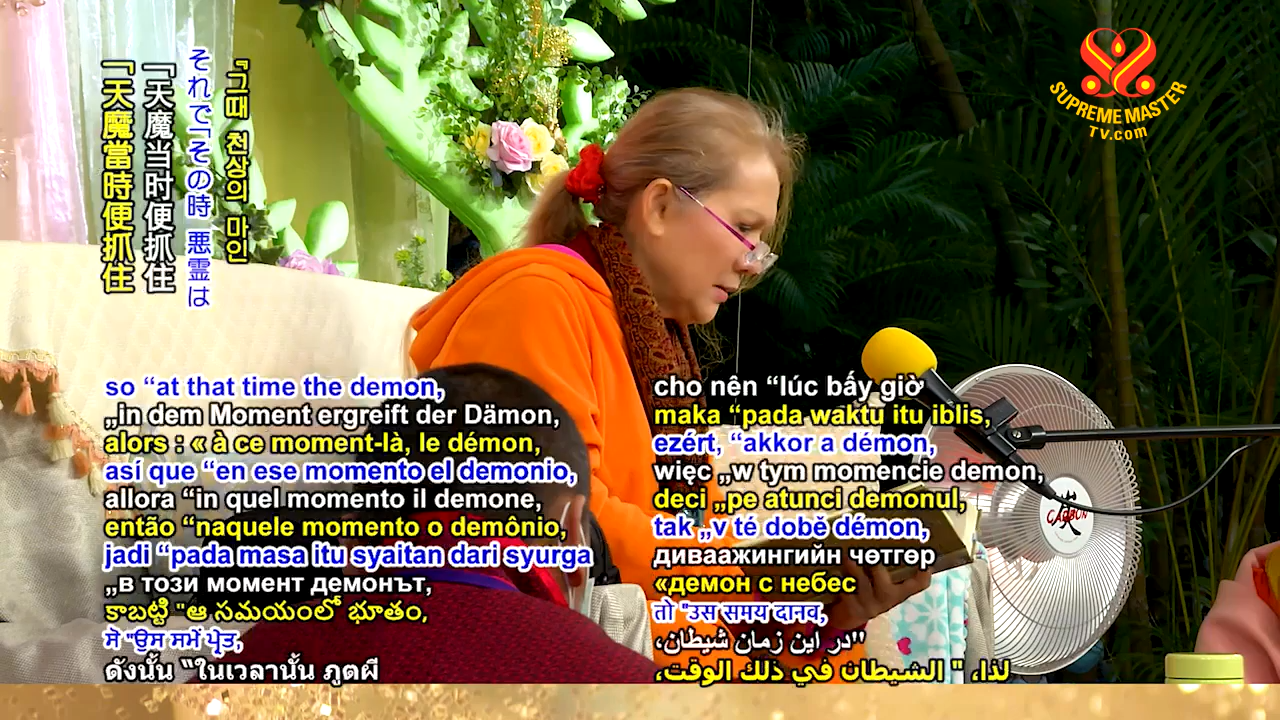 SUPREME MASTER
TV.com
『그때 천상의 마인
それで「その時 悪霊は
「天魔当时便抓住
「天魔當時便抓住
so “at that time the demon,
„in dem Moment ergreift der Dämon,
alors : « à ce moment-là, le démon,
así que “en ese momento el demonio,
allora “in quel momento il demone,
então “naquele momento o demônio,
jadi “pada masa itu syaitan dari syurga
„в този момент демонът,
కాబట్టి "ఆ సమయంలో భూతం,
ਸੋ "ਉਸ ਸਮੇਂ ਪ੍ਰੇਤ,
ดังนั้น “ในเวลานั้น ภูตผี
cho nên “lúc bấy giờ
maka “pada waktu itu iblis,
ezért, “akkor a démon,
więc „w tym momencie demon,
deci „pe atunci demonul,
tak „v té době démon,
диваажингийн чөтгөр
«демон с небес
तो "उस समय दानव,
"در این زمان شیطان،
لذا، " الشيطان في ذلك الوقت،
CARBON